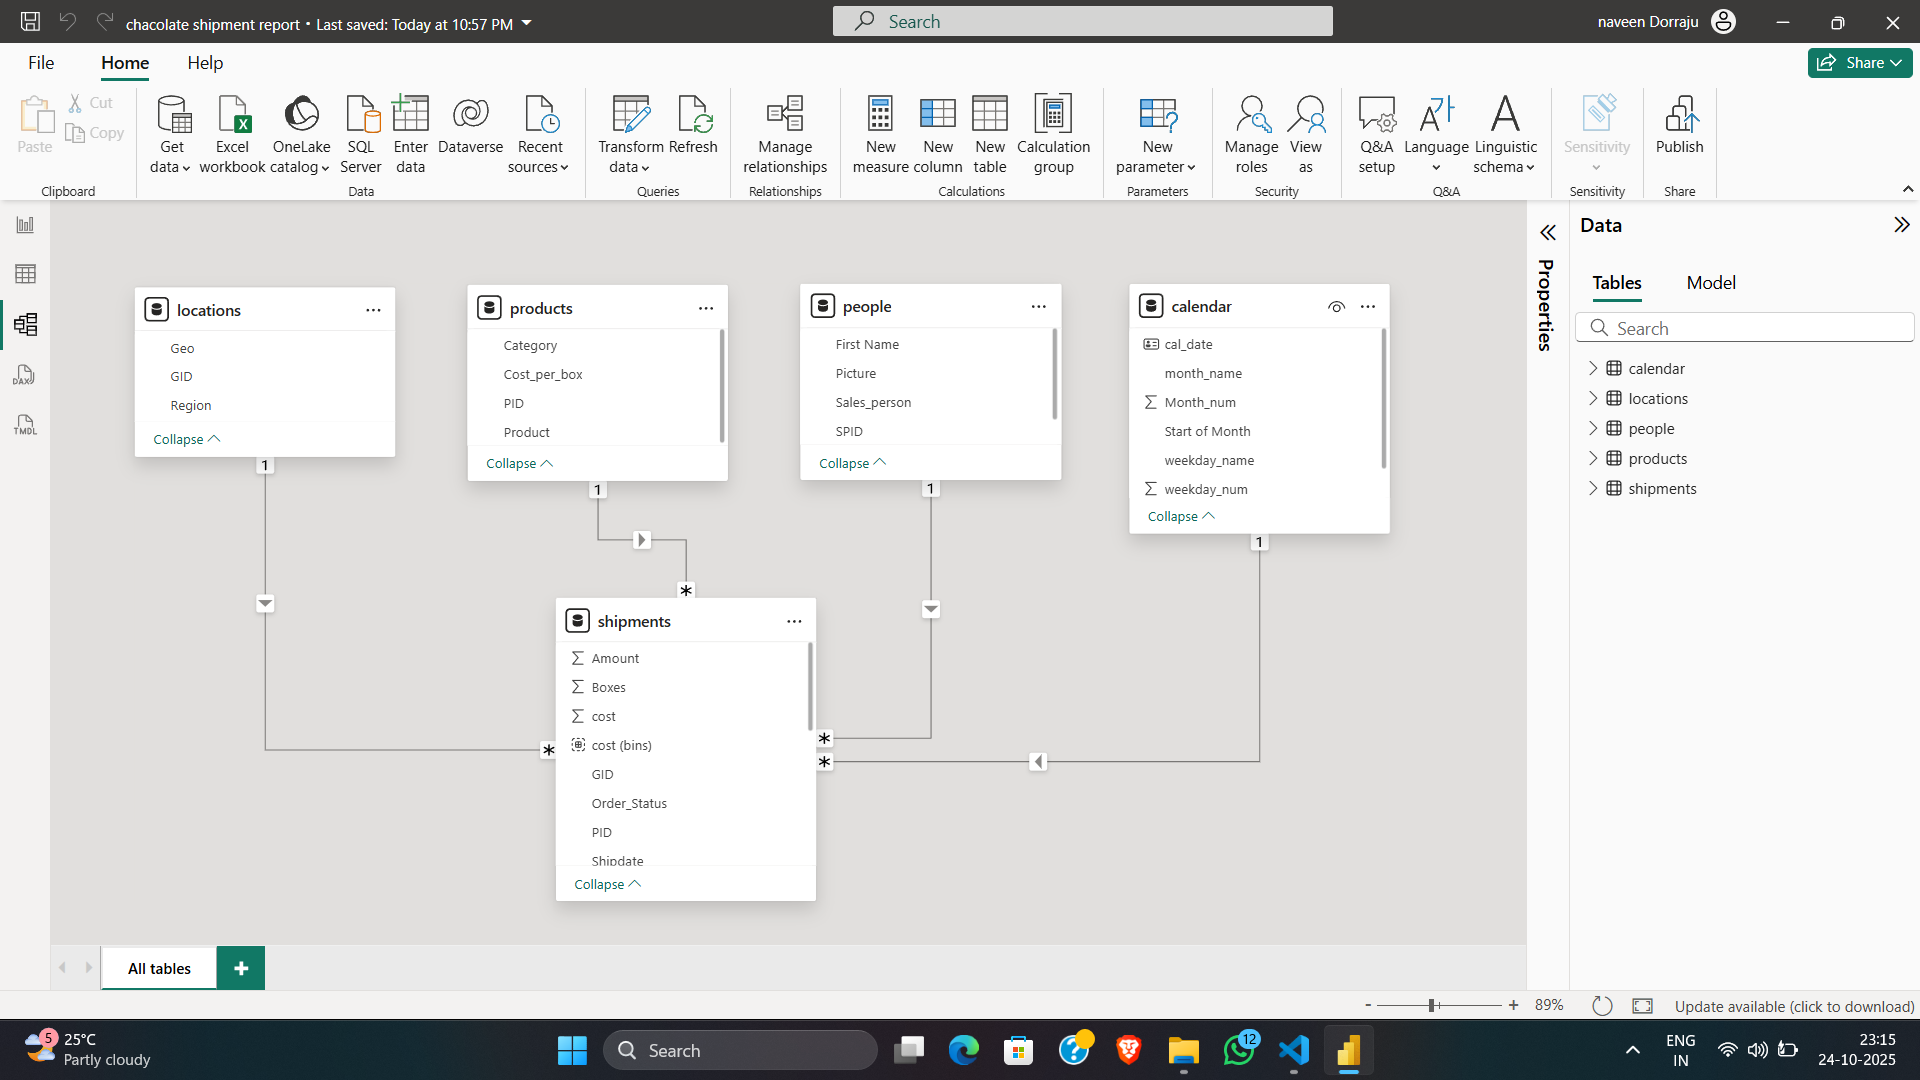 chacolate shipment report • Last saved: Today at 10:57 PM
Search
naveen Dorraju
File
Home
Help
Share
Paste
Cut
Copy
Clipboard
Get data
Excel workbook
OneLake catalog
SQL Server
Enter data
Dataverse
Recent sources
Data
Transform data
Refresh
Queries
Manage relationships
Relationships
New measure
New column
New table
Calculation group
Calculations
New parameter
Parameters
Manage roles
View as
Security
Q&A setup
Language
Linguistic schema
Q&A
Sensitivity
Sensitivity
Publish
Share
DAX
TMDL
locations
Geo
GID
Region
Collapse
1
products
Category
Cost_per_box
PID
Product
Collapse
1
people
First Name
Picture
Sales_person
SPID
Collapse
1
calendar
cal_date
month_name
Month_num
Start of Month
weekday_name
weekday_num
Collapse
1
*
shipments
Amount
Boxes
cost
cost (bins)
GID
Order_Status
PID
Shipdate
Collapse
*
*
*
Properties
Data
Tables
Model
Search
calendar
locations
people
products
shipments
All tables
+
-
+
89%
Update available (click to download)
5
25°C
Partly cloudy
Search
12
ENG
IN
23:15
24-10-2025